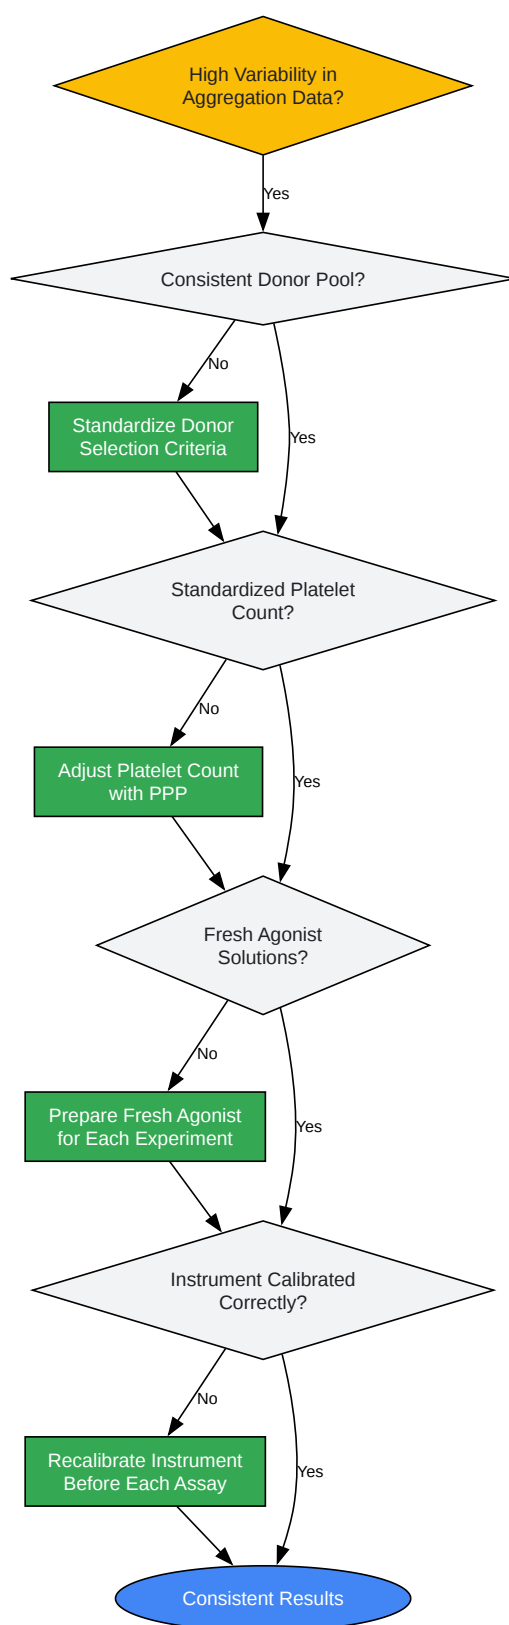 High Variability in
Aggregation Data?
Yes
Consistent Donor Pool?
No
Standardize Donor
Selection Criteria
Yes
Standardized Platelet
Count?
No
Adjust Platelet Count
with PPP
Yes
Fresh Agonist
Solutions?
No
Prepare Fresh Agonist
for Each Experiment
Yes
Instrument Calibrated
Correctly?
No
Recalibrate Instrument
Before Each Assay
Yes
Consistent Results